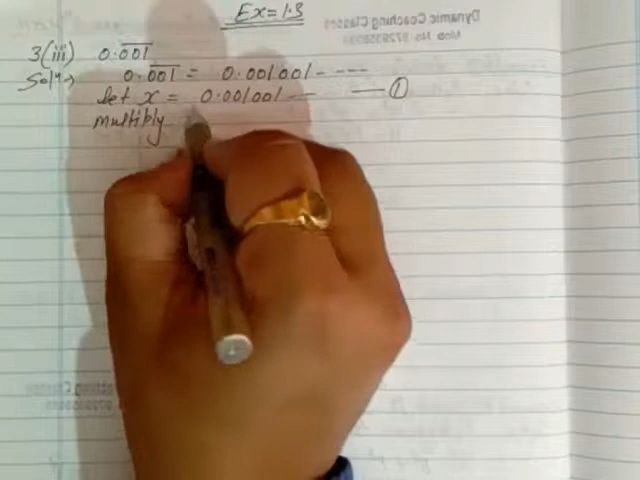 Ex=1.3
Dynamic Coaching Classes
3(iii) 0.001̅
Solⁿ→ 0.001̅ = 0.001001-----
let x = 0.001001--- — ①
multiply